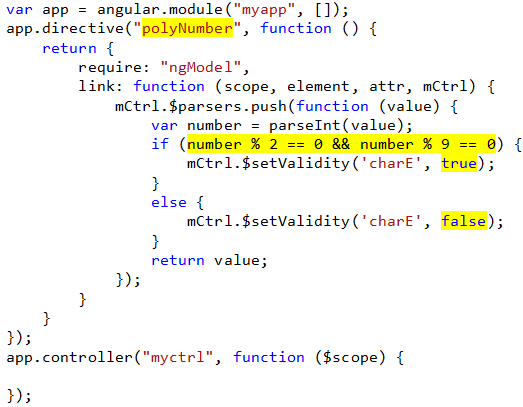 var app = angular.module("myapp", []);
app.directive("polyNumber", function () {
    return {
        require: "ngModel",
        link: function (scope, element, attr, mCtrl) {
            mCtrl.$parsers.push(function (value) {
                var number = parseInt(value);
                if (number % 2 == 0 && number % 9 == 0) {
                    mCtrl.$setValidity('charE', true);
                }
                else {
                    mCtrl.$setValidity('charE', false);
                }
                return value;
            });
        }
    }
});
app.controller("myctrl", function ($scope) {

});